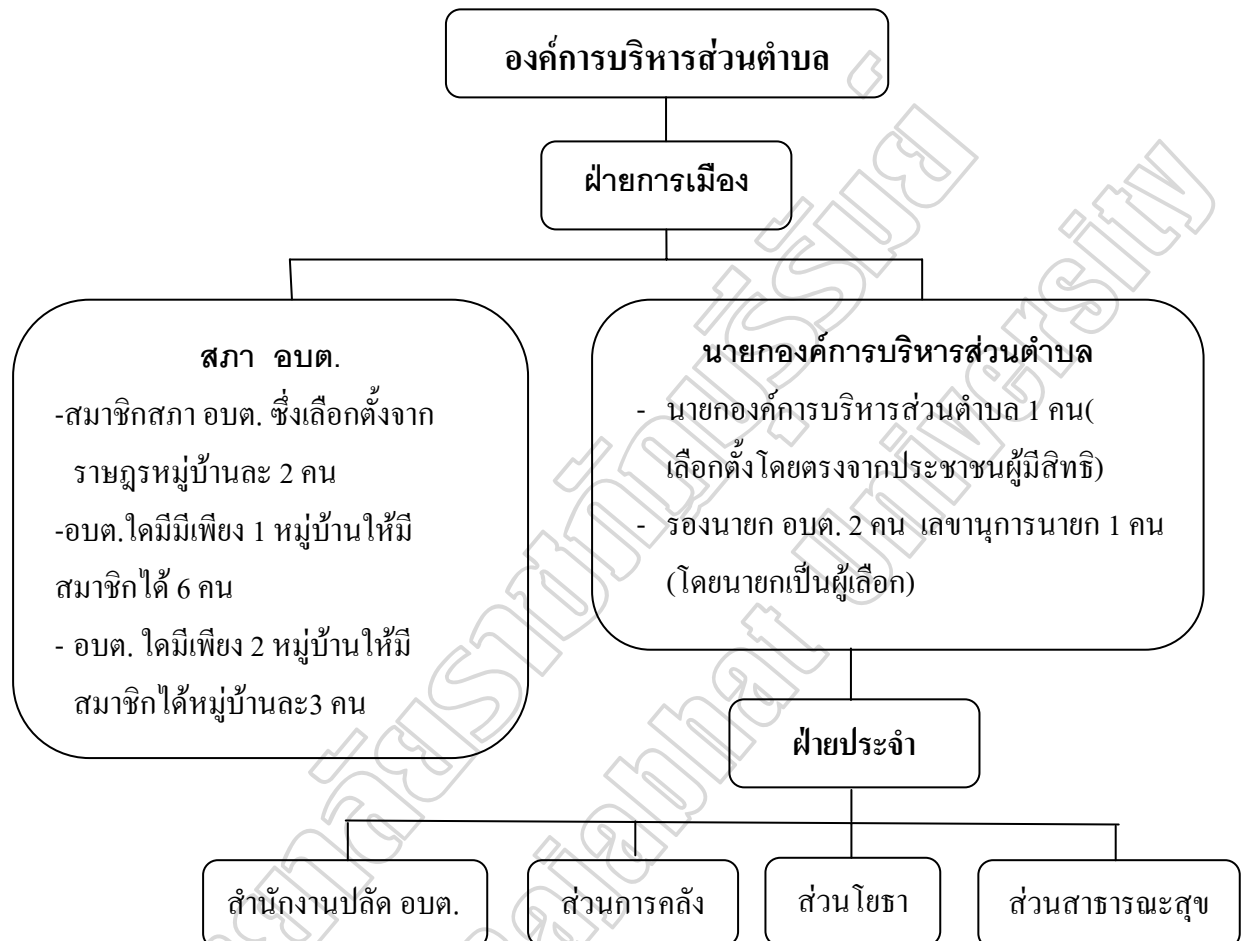 องค์การบริหารส่วนตำบล
ฝ่ายการเมือง
สภา อบต.
-สมาชิกสภา อบต. ซึ่งเลือกตั้งจาก
ราษฎรหมู่บ้านละ 2 คน
-อบต.ใดมีมีเพียง 1 หมู่บ้านให้มี
สมาชิกได้ 6 คน
- อบต. ใดมีเพียง 2 หมู่บ้านให้มี
สมาชิกได้หมู่บ้านละ3 คน
นายกองค์การบริหารส่วนตำบล
- นายกองค์การบริหารส่วนตำบล 1 คน(
เลือกตั้งโดยตรงจากประชาชนผู้มีสิทธิ)
- รองนายก อบต. 2 คน เลขานุการนายก 1 คน
(โดยนายกเป็นผู้เลือก)
ฝ่ายประจำ
สำนักงานปลัด อบต.
ส่วนการคลัง
ส่วนโยธา
ส่วนสาธารณะสุข